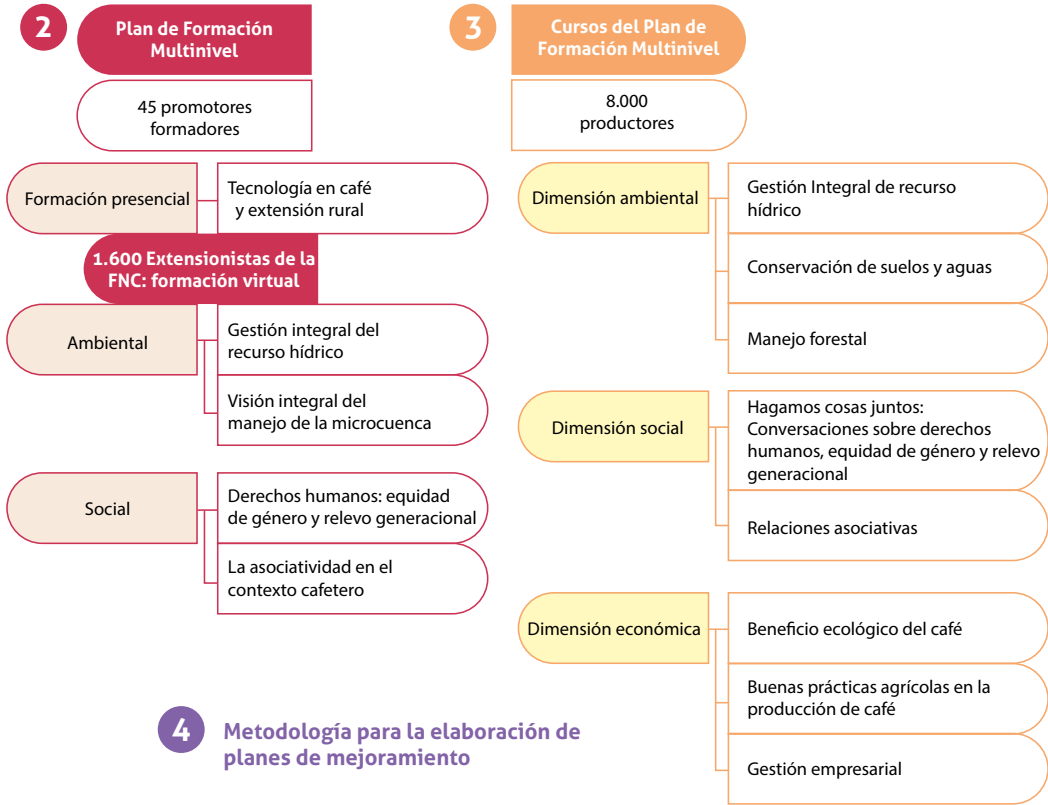 2
Plan de Formación
Multinivel
45 promotores
formadores
Formación presencial
Tecnología en café
y extensión rural
1.600 Extensionistas de la
FNC: formación virtual
Ambiental
Gestión integral del
recurso hídrico
Visión integral del
manejo de la microcuenca
Social
Derechos humanos: equidad
de género y relevo generacional
La asociatividad en el
contexto cafetero
3
Cursos del Plan de
Formación Multinivel
8.000
productores
Dimensión ambiental
Gestión Integral de recurso
hídrico
Conservación de suelos y aguas
Manejo forestal
Dimensión social
Hagamos cosas juntos:
Conversaciones sobre derechos
humanos, equidad de género y relevo
generacional
Relaciones asociativas
Dimensión económica
Beneficio ecológico del café
Buenas prácticas agrícolas en la
producción de café
Gestión empresarial
4
Metodología para la elaboración de
planes de mejoramiento